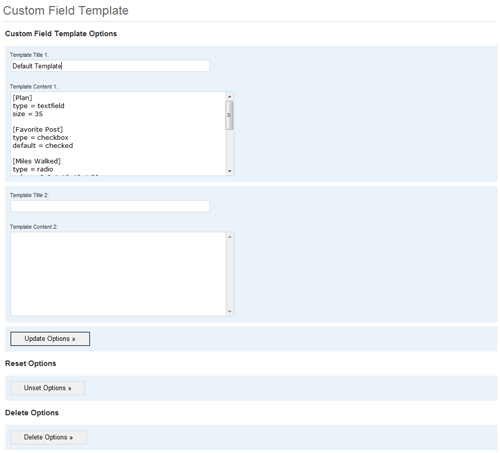 Custom Field Template
Custom Field Template Options
Template Title 1:
Default Template
Template Content 1:
[Plan]
type = textfield
size = 35
[Favorite Post]
type = checkbox
default = checked
[Miles Walked]
type = radio
Template Title 2:
Template Content 2:
Update Options »
Reset Options
Unset Options »
Delete Options
Delete Options »